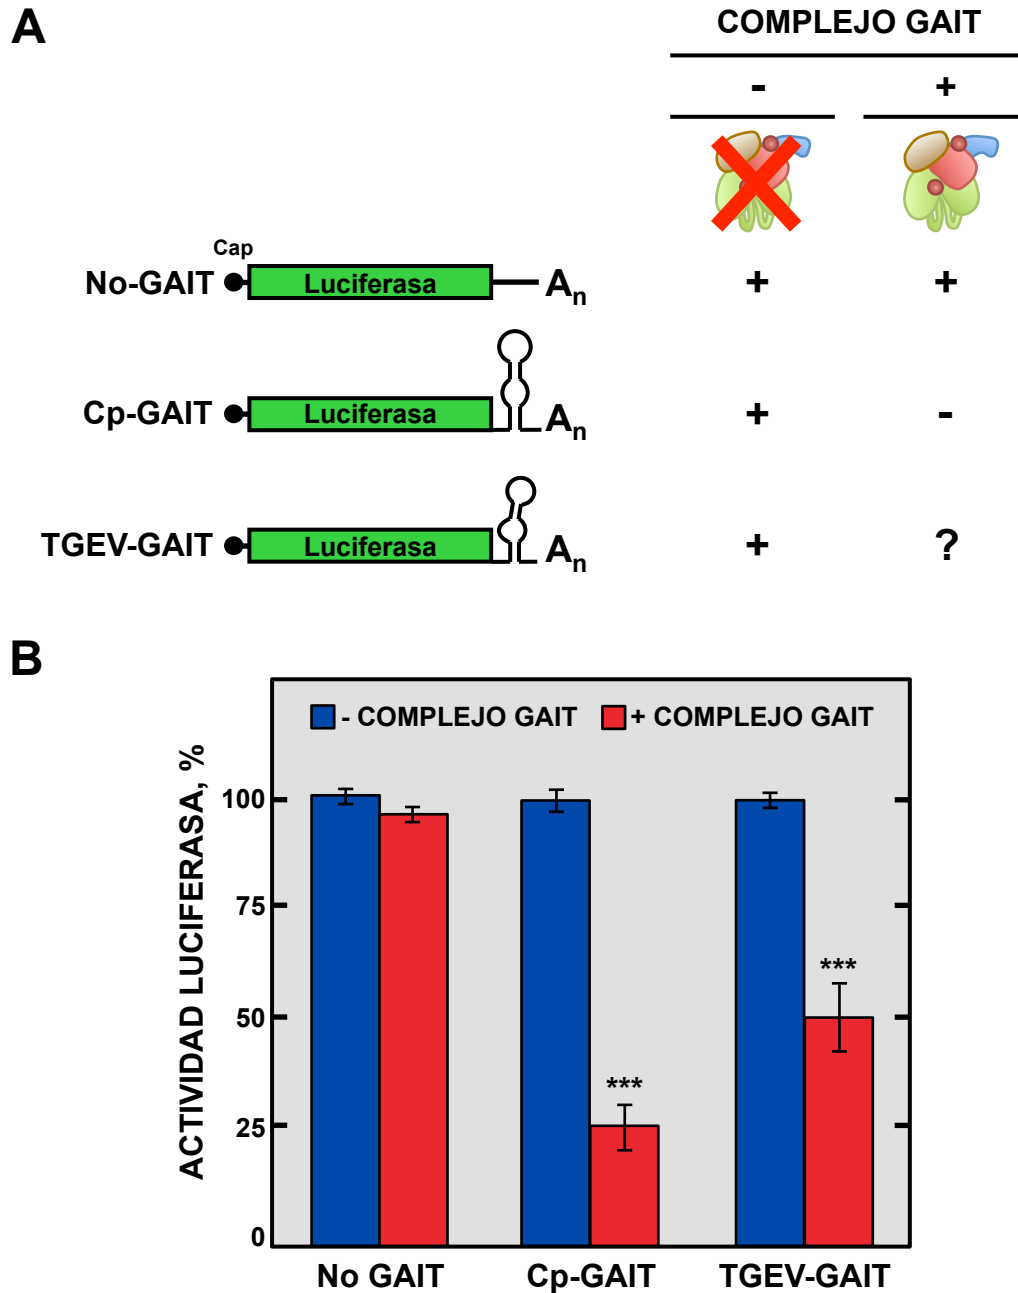 A
COMPLEJO GAIT
- +
Cap
No-GAIT Luciferasa An + +
Cp-GAIT Luciferasa An + -
TGEV-GAIT Luciferasa An + ?
B
- COMPLEJO GAIT + COMPLEJO GAIT
ACTIVIDAD LUCIFERASA, %
100
75
50
25
0
***
***
No GAIT Cp-GAIT TGEV-GAIT